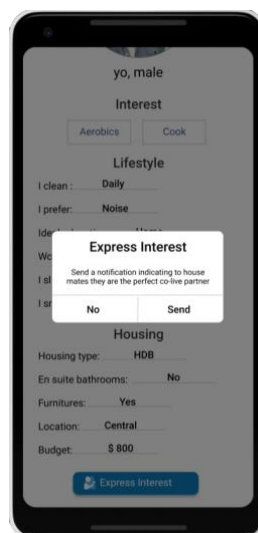 yo, male
Interest
Aerobics Cook
Lifestyle
I clean : Daily
I prefer: Noise
Home
Express Interest
Send a notification indicating to house
mates they are the perfect co-live partner
No Send
I sl
Housing
Housing type: HDB
En suite bathrooms: No
Furnitures: Yes
Location: Central
Budget: $ 800
Express Interest